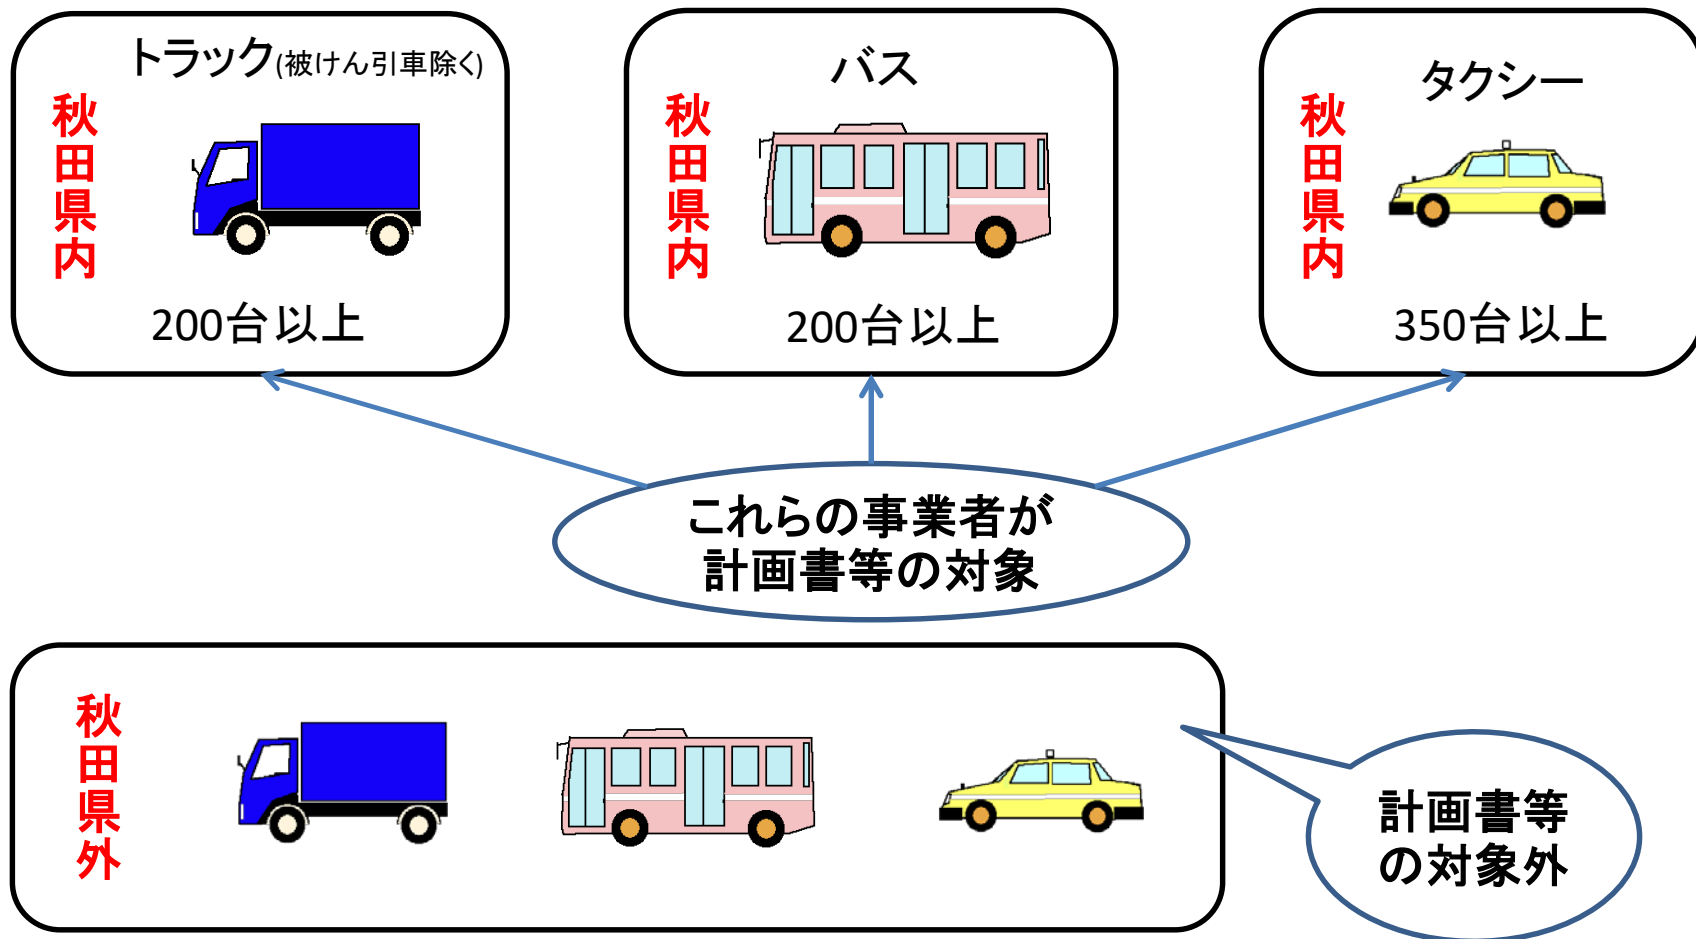 トラック(被けん引車除く)
秋田県内
200台以上
バス
秋田県内
200台以上
タクシー
秋田県内
350台以上
これらの事業者が
計画書等の対象
秋田県外
計画書等
の対象外